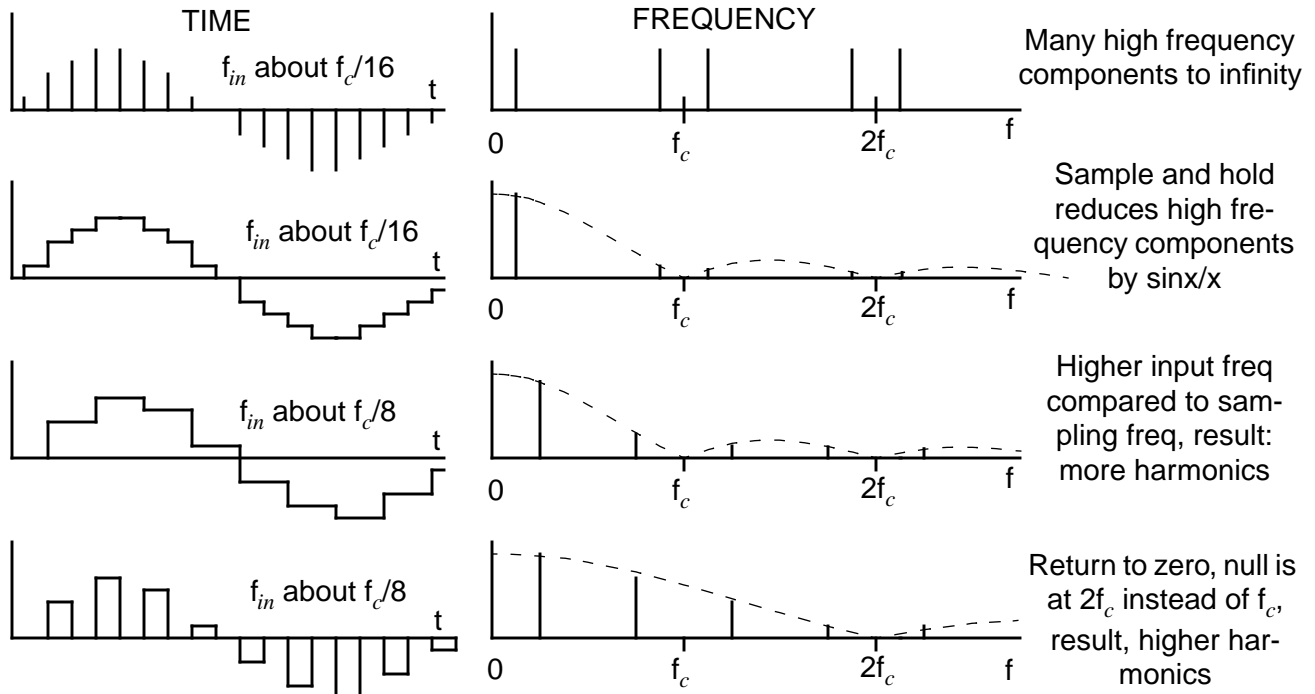 TIME
FREQUENCY
f_in about f_c/16
t
0
f_c
2f_c
f
Many high frequency
components to infinity
f_in about f_c/16
t
0
f_c
2f_c
f
Sample and hold
reduces high fre-
quency components
by sinx/x
f_in about f_c/8
t
0
f_c
2f_c
f
Higher input freq
compared to sam-
pling freq, result:
more harmonics
f_in about f_c/8
t
0
f_c
2f_c
f
Return to zero, null is
at 2f_c instead of f_c,
result, higher har-
monics